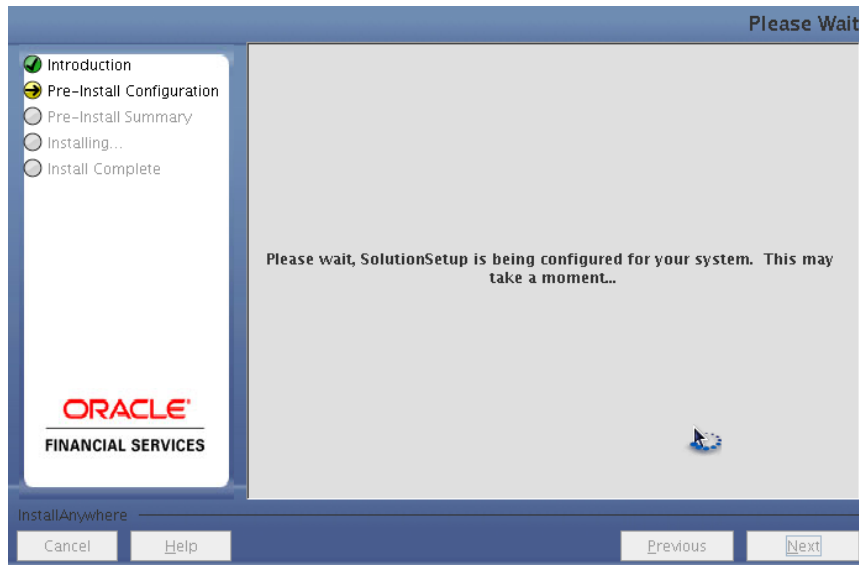 Please Wait
Introduction
Pre-Install Configuration
Pre-Install Summary
Installing...
Install Complete
Please wait, SolutionSetup is being configured for your system. This may
take a moment...
ORACLE'
FINANCIAL SERVICES
InstallAnywhere
Cancel
Help
Previous
Next